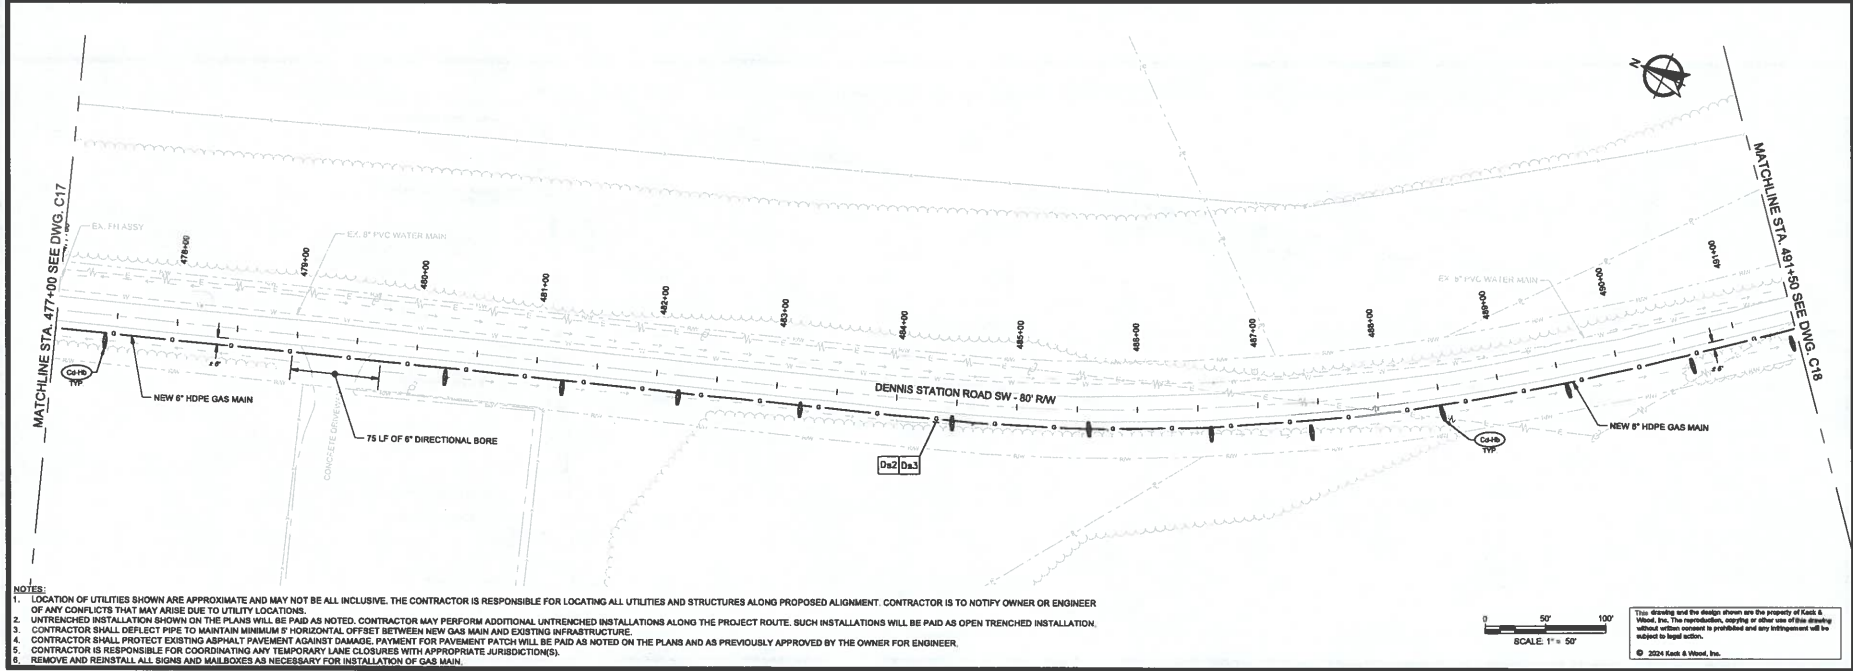 MATCHLINE STA. 477+00 SEE DWG. C17
EX. FH ASSY
478+00
479+00
EX. 8" PVC WATER MAIN
480+00
481+00
482+00
483+00
484+00
485+00
486+00
487+00
488+00
489+00
EX. 8" PVC WATER MAIN
490+00
491+00
N
MATCHLINE STA. 491+50 SEE DWG. C18
Cd-Hb
TYP
NEW 6" HDPE GAS MAIN
± 6'
CONCRETE DRIVEWAY
75 LF OF 6" DIRECTIONAL BORE
DENNIS STATION ROAD SW - 80' R/W
Ds2 Ds3
Cd-Hb
TYP
± 6'
NEW 6" HDPE GAS MAIN
NOTES:
1. LOCATION OF UTILITIES SHOWN ARE APPROXIMATE AND MAY NOT BE ALL INCLUSIVE. THE CONTRACTOR IS RESPONSIBLE FOR LOCATING ALL UTILITIES AND STRUCTURES ALONG PROPOSED ALIGNMENT. CONTRACTOR IS TO NOTIFY OWNER OR ENGINEER
OF ANY CONFLICTS THAT MAY ARISE DUE TO UTILITY LOCATIONS.
2. UNTRENCHED INSTALLATION SHOWN ON THE PLANS WILL BE PAID AS NOTED. CONTRACTOR MAY PERFORM ADDITIONAL UNTRENCHED INSTALLATIONS ALONG THE PROJECT ROUTE. SUCH INSTALLATIONS WILL BE PAID AS OPEN TRENCHED INSTALLATION.
3. CONTRACTOR SHALL DEFLECT PIPE TO MAINTAIN MINIMUM 5' HORIZONTAL OFFSET BETWEEN NEW GAS MAIN AND EXISTING INFRASTRUCTURE.
4. CONTRACTOR SHALL PROTECT EXISTING ASPHALT PAVEMENT AGAINST DAMAGE. PAYMENT FOR PAVEMENT PATCH WILL BE PAID AS NOTED ON THE PLANS AND AS PREVIOUSLY APPROVED BY THE OWNER FOR ENGINEER.
5. CONTRACTOR IS RESPONSIBLE FOR COORDINATING ANY TEMPORARY LANE CLOSURES WITH APPROPRIATE JURISDICTION(S).
6. REMOVE AND REINSTALL ALL SIGNS AND MAILBOXES AS NECESSARY FOR INSTALLATION OF GAS MAIN.
0 50' 100'
SCALE: 1" = 50'
This drawing and the design shown are the property of Keck &
Wood, Inc. The reproduction, copying or other use of this drawing
without written consent is prohibited and any infringement will be
subject to legal action.
© 2024 Keck & Wood, Inc.